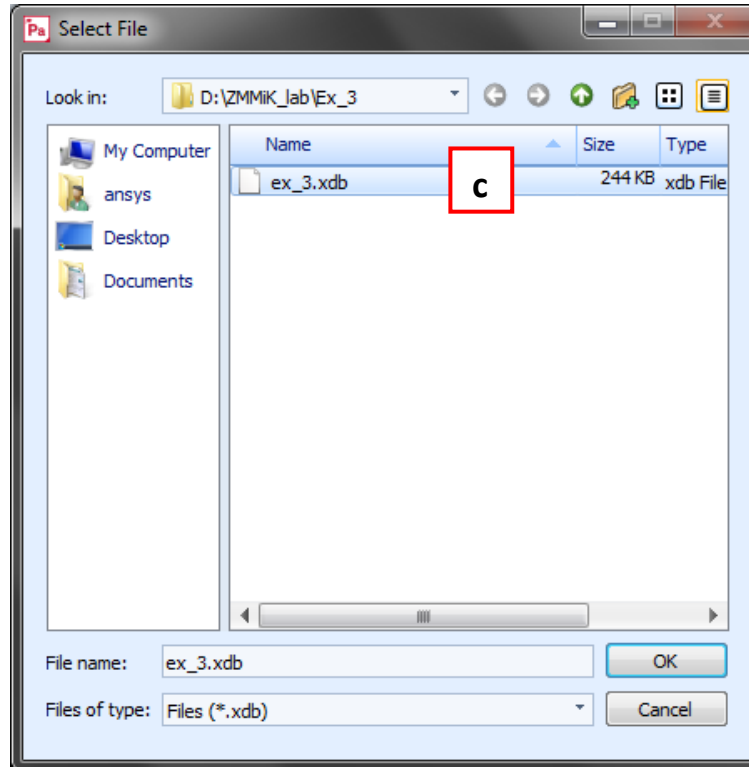 Pa Select File
Look in: D:\ZMMiK_lab\Ex_3
My Computer
ansys
Desktop
Documents
Name Size Type
ex_3.xdb 244 KB xdb File
c
File name: ex_3.xdb OK
Files of type: Files (*.xdb) Cancel